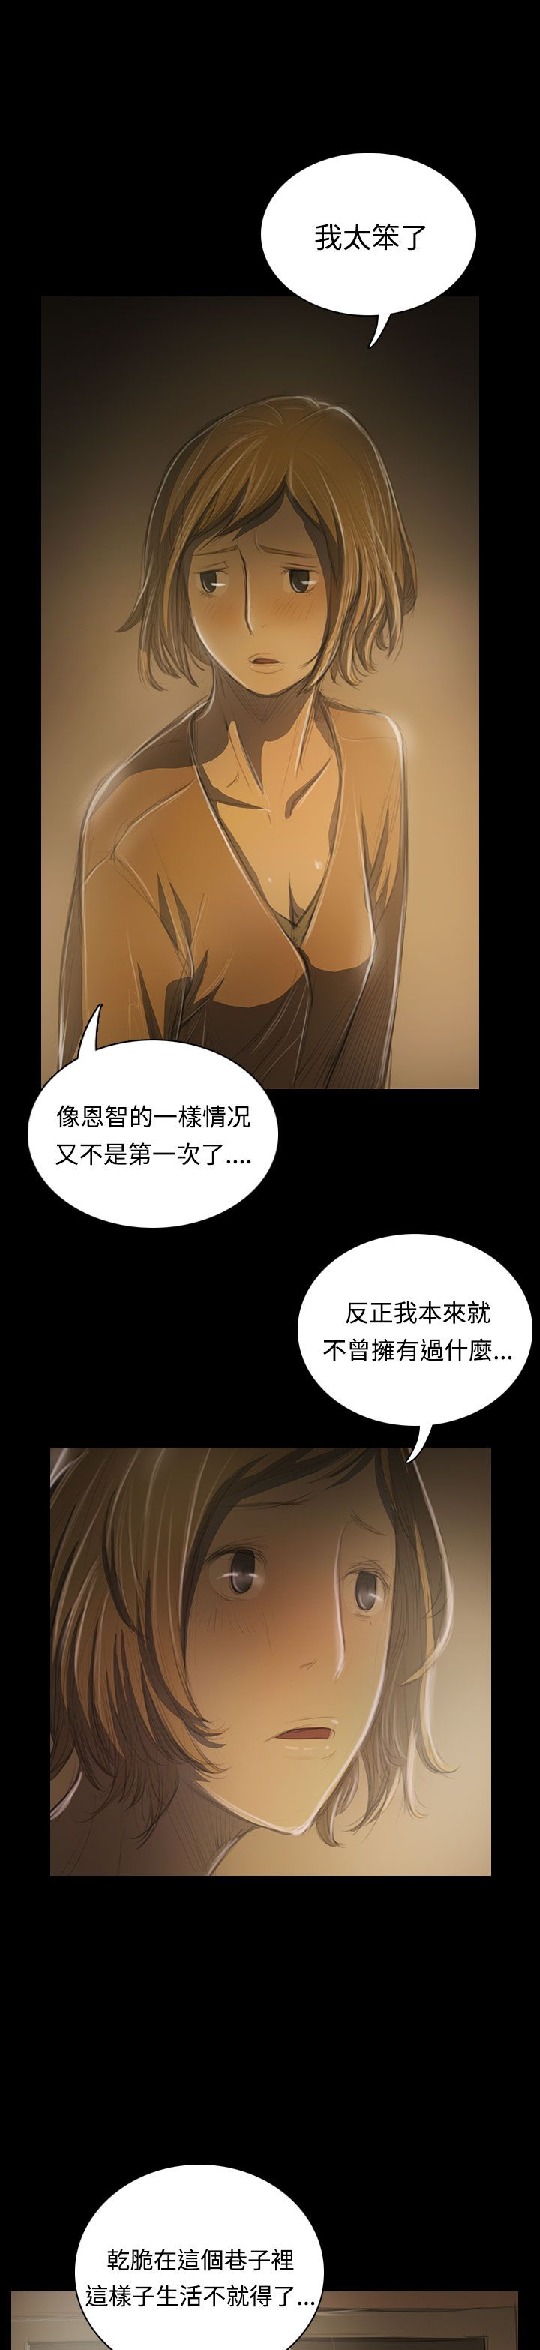 我太笨了
像恩智的一樣情况
又不是第一次了....
反正我本來就
不曾擁有過什麼...
乾脆在這個巷子裡
這樣子生活不就得了...